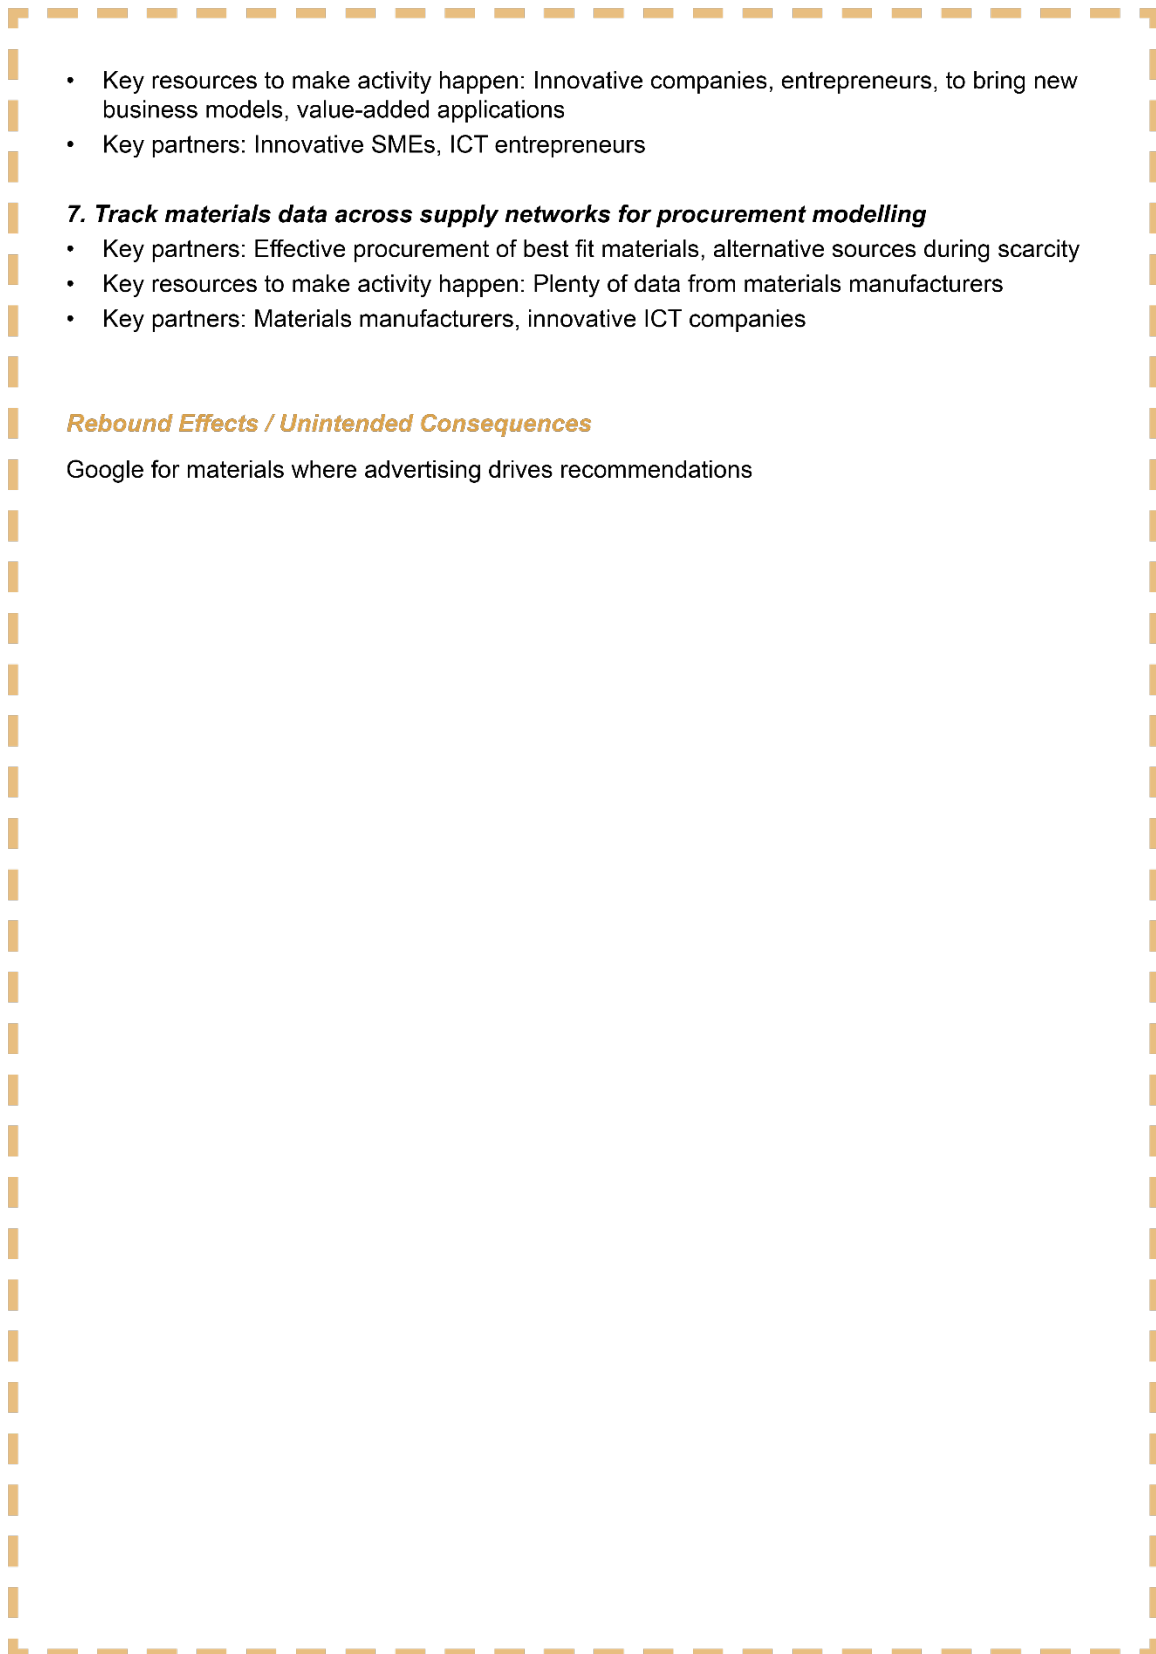 • Key resources to make activity happen: Innovative companies, entrepreneurs, to bring new
business models, value-added applications
• Key partners: Innovative SMEs, ICT entrepreneurs
7. Track materials data across supply networks for procurement modelling
• Key partners: Effective procurement of best fit materials, alternative sources during scarcity
• Key resources to make activity happen: Plenty of data from materials manufacturers
• Key partners: Materials manufacturers, innovative ICT companies
Rebound Effects / Unintended Consequences
Google for materials where advertising drives recommendations